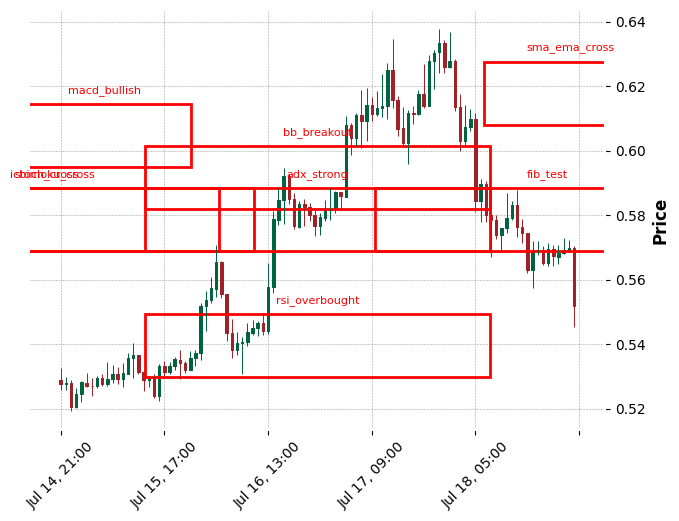 0.64
sma_ema_cross
0.62
macd_bullish
bb_breakout
0.60
stoch_cross
adx_strong
fib_test
0.58
Price
0.56
rsi_overbought
0.54
0.52
Jul 14, 21:00
Jul 15, 17:00
Jul 16, 13:00
Jul 17, 09:00
Jul 18, 05:00